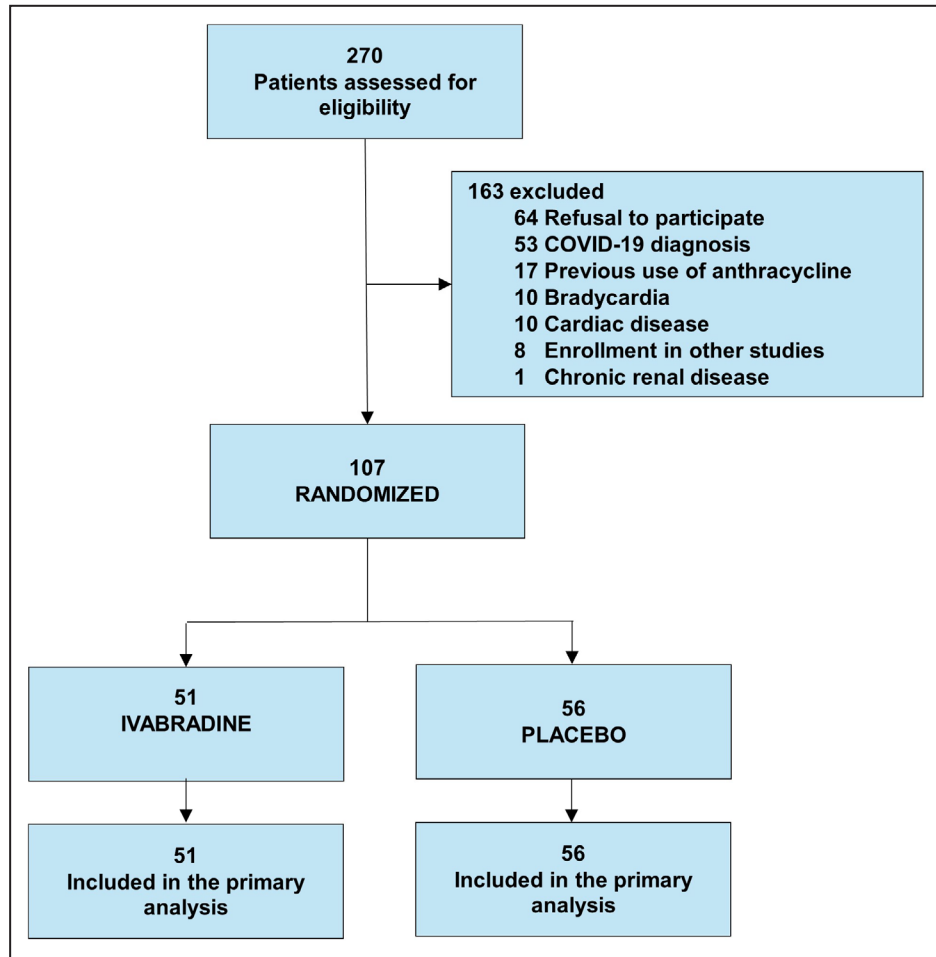 270
Patients assessed for
eligibility
163 excluded
64 Refusal to participate
53 COVID-19 diagnosis
17 Previous use of anthracycline
10 Bradycardia
10 Cardiac disease
8 Enrollment in other studies
1 Chronic renal disease
107
RANDOMIZED
51
IVABRADINE
56
PLACEBO
51
Included in the primary
analysis
56
Included in the primary
analysis